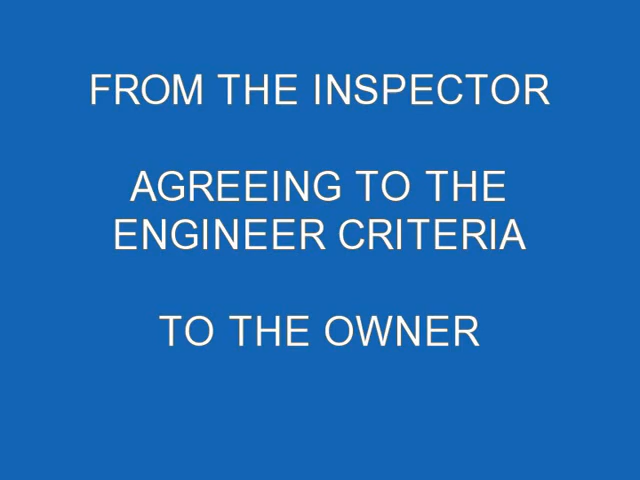 FROM THE INSPECTOR
AGREEING TO THE
ENGINEER CRITERIA
TO THE OWNER